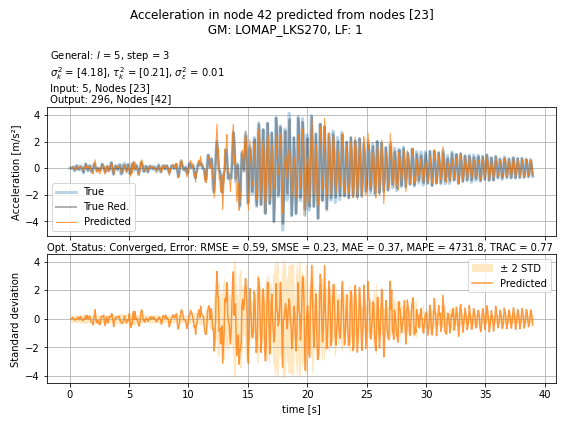 Acceleration in node 42 predicted from nodes [23]
GM: LOMAP_LKS270, LF: 1
General: l = 5, step = 3
σ²ₖ = [4.18], τ²ₖ = [0.21], σ²ε = 0.01
Input: 5, Nodes [23]
Output: 296, Nodes [42]
Acceleration [m/s²]
4
2
0
−2
−4
True
True Red.
Predicted
Opt. Status: Converged, Error: RMSE = 0.59, SMSE = 0.23, MAE = 0.37, MAPE = 4731.8, TRAC = 0.77
Standard deviation
4
2
0
−2
−4
± 2 STD
Predicted
0 5 10 15 20 25 30 35 40
time [s]